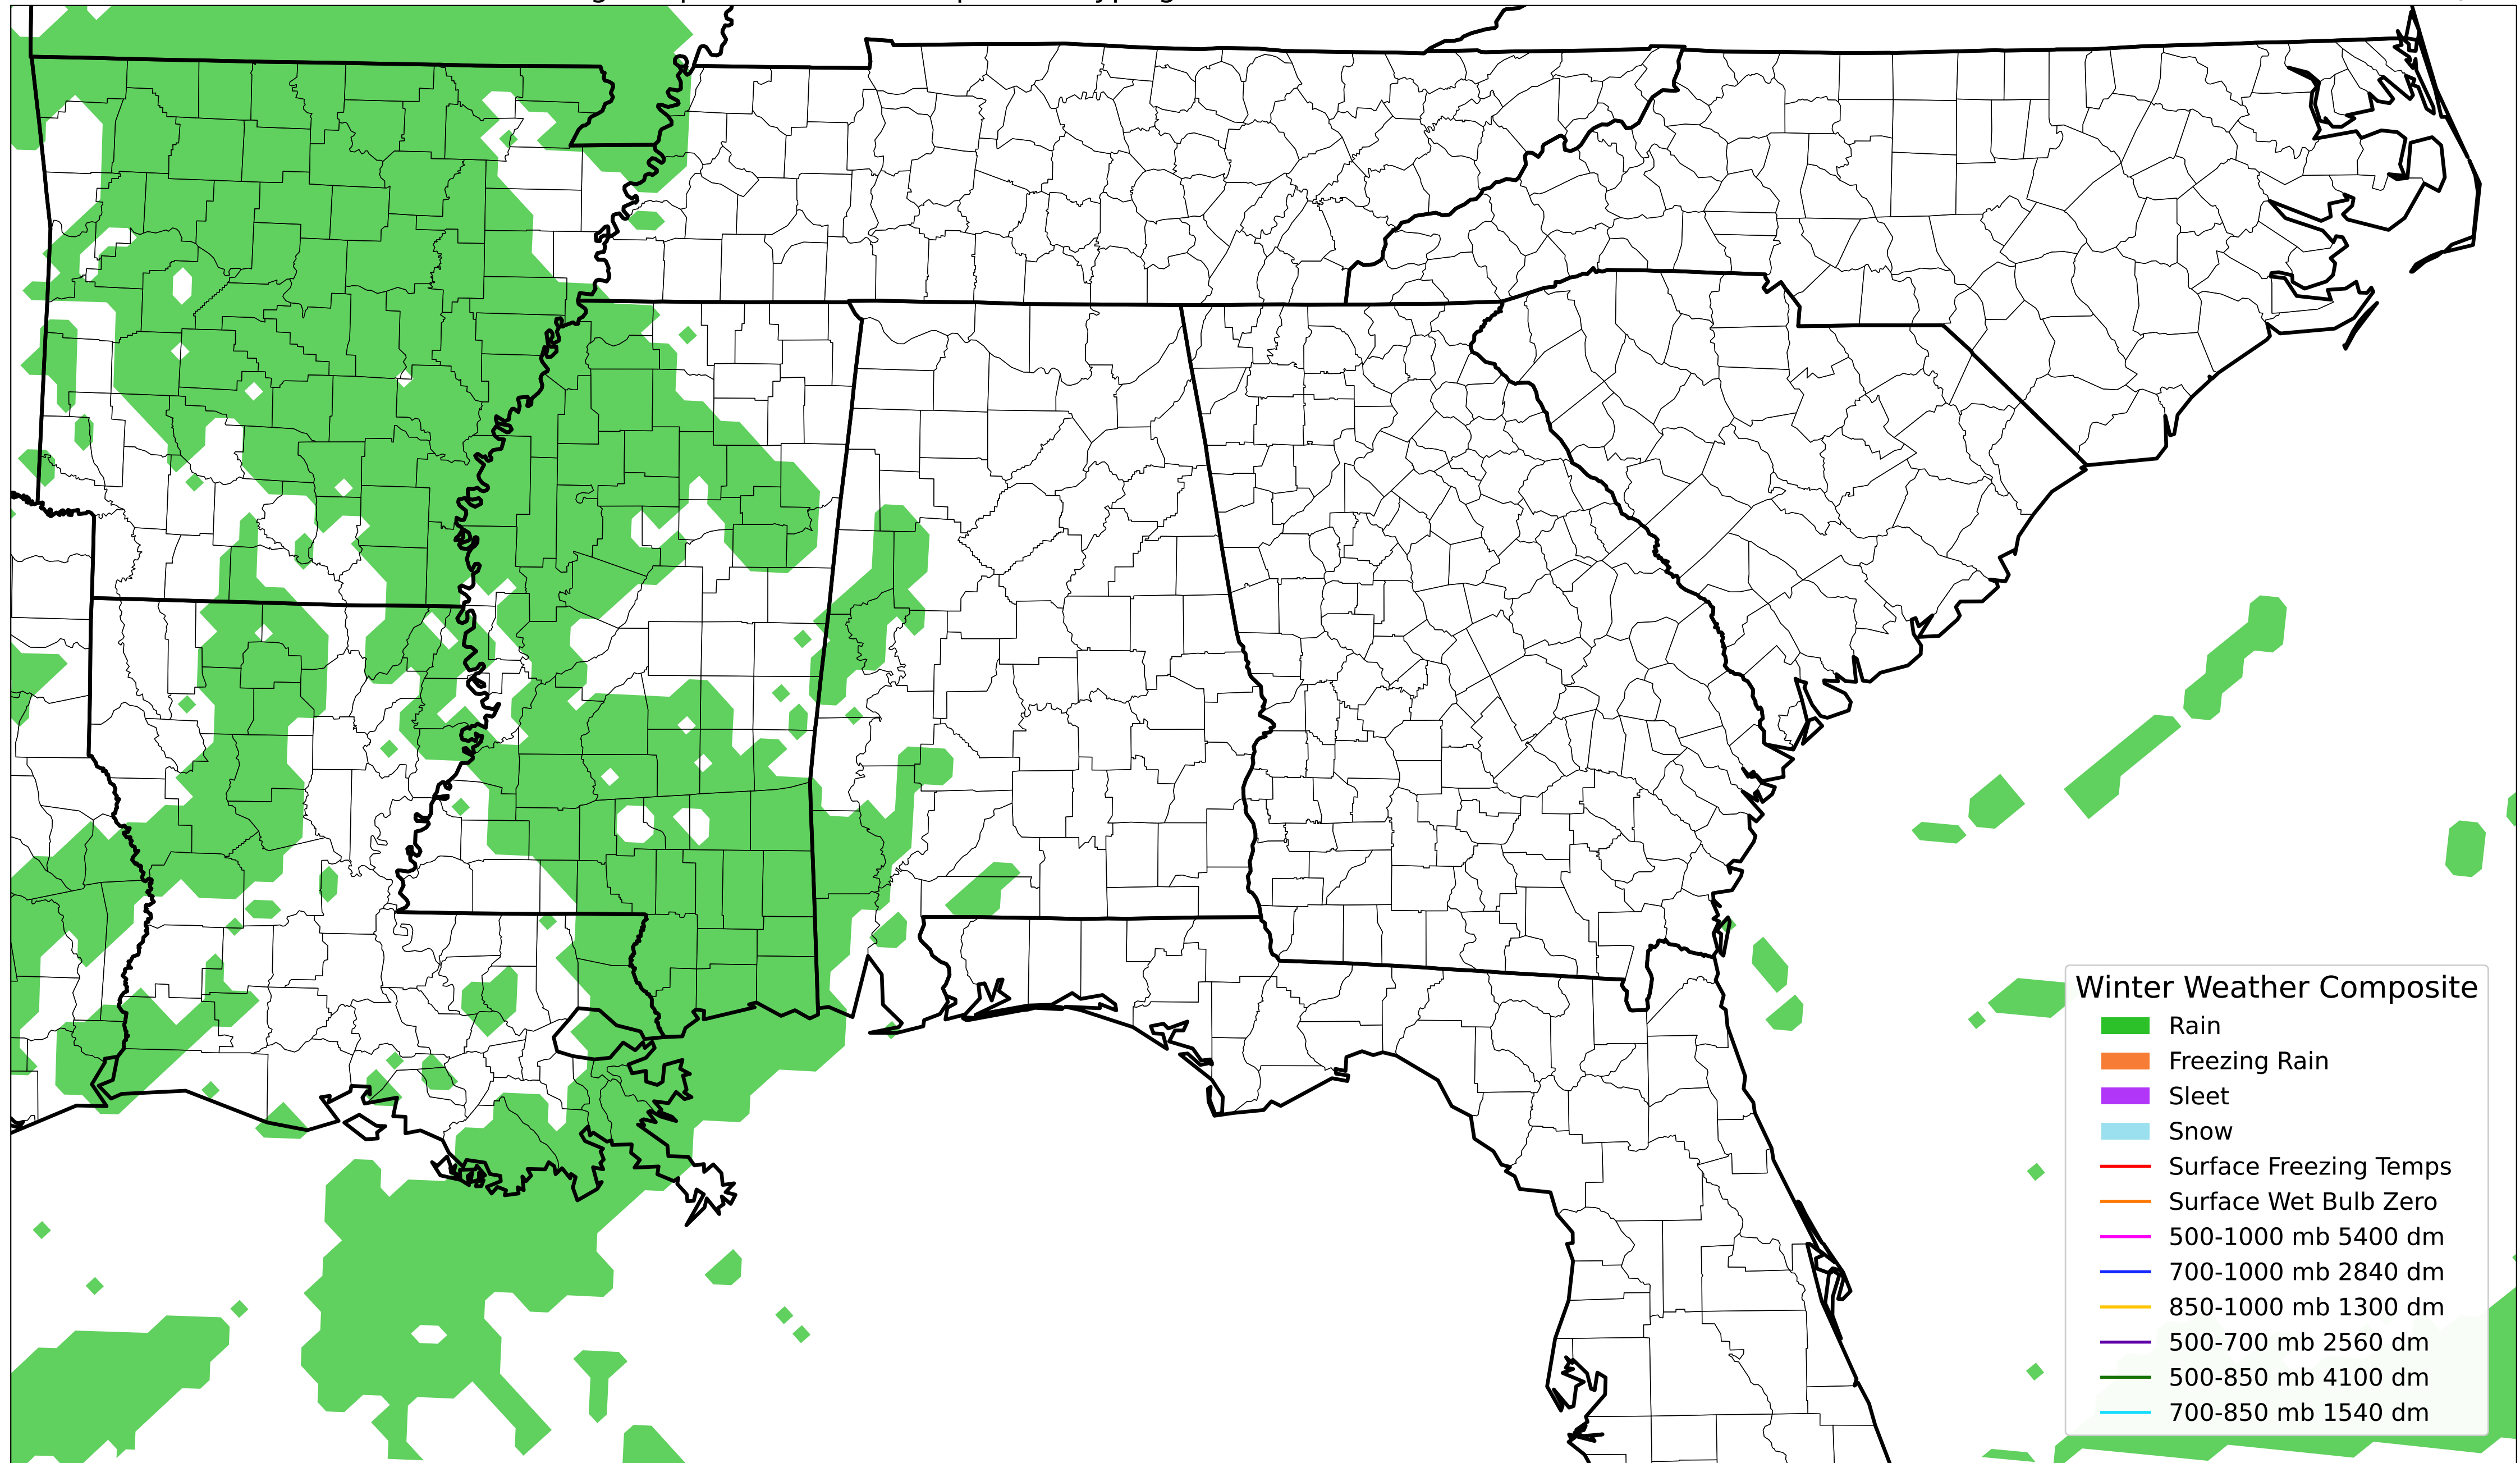 Winter Weather Composite
Rain
Freezing Rain
Sleet
Snow
Surface Freezing Temps
Surface Wet Bulb Zero
500-1000 mb 5400 dm
700-1000 mb 2840 dm
850-1000 mb 1300 dm
500-700 mb 2560 dm
500-850 mb 4100 dm
700-850 mb 1540 dm